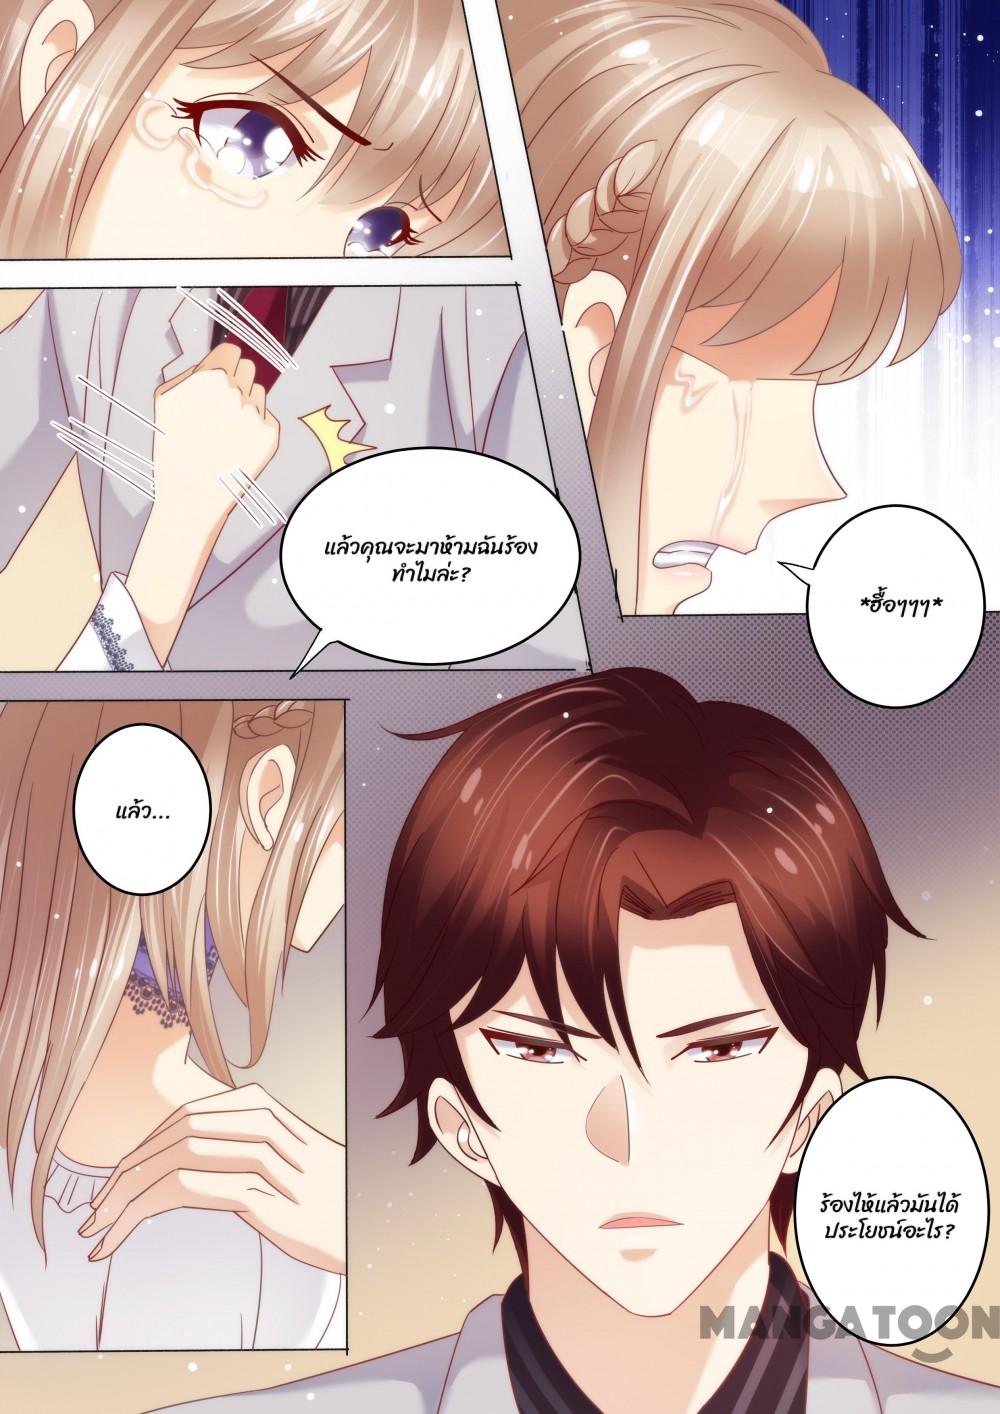 แล้วคุณจะมาห้ามฉันร้อง
ทำไมล่ะ?
*ฮื้อๆๆๆ*
แล้ว...
ร้องไห้แล้วมันได้
ประโยชน์อะไร?
MANGATOON